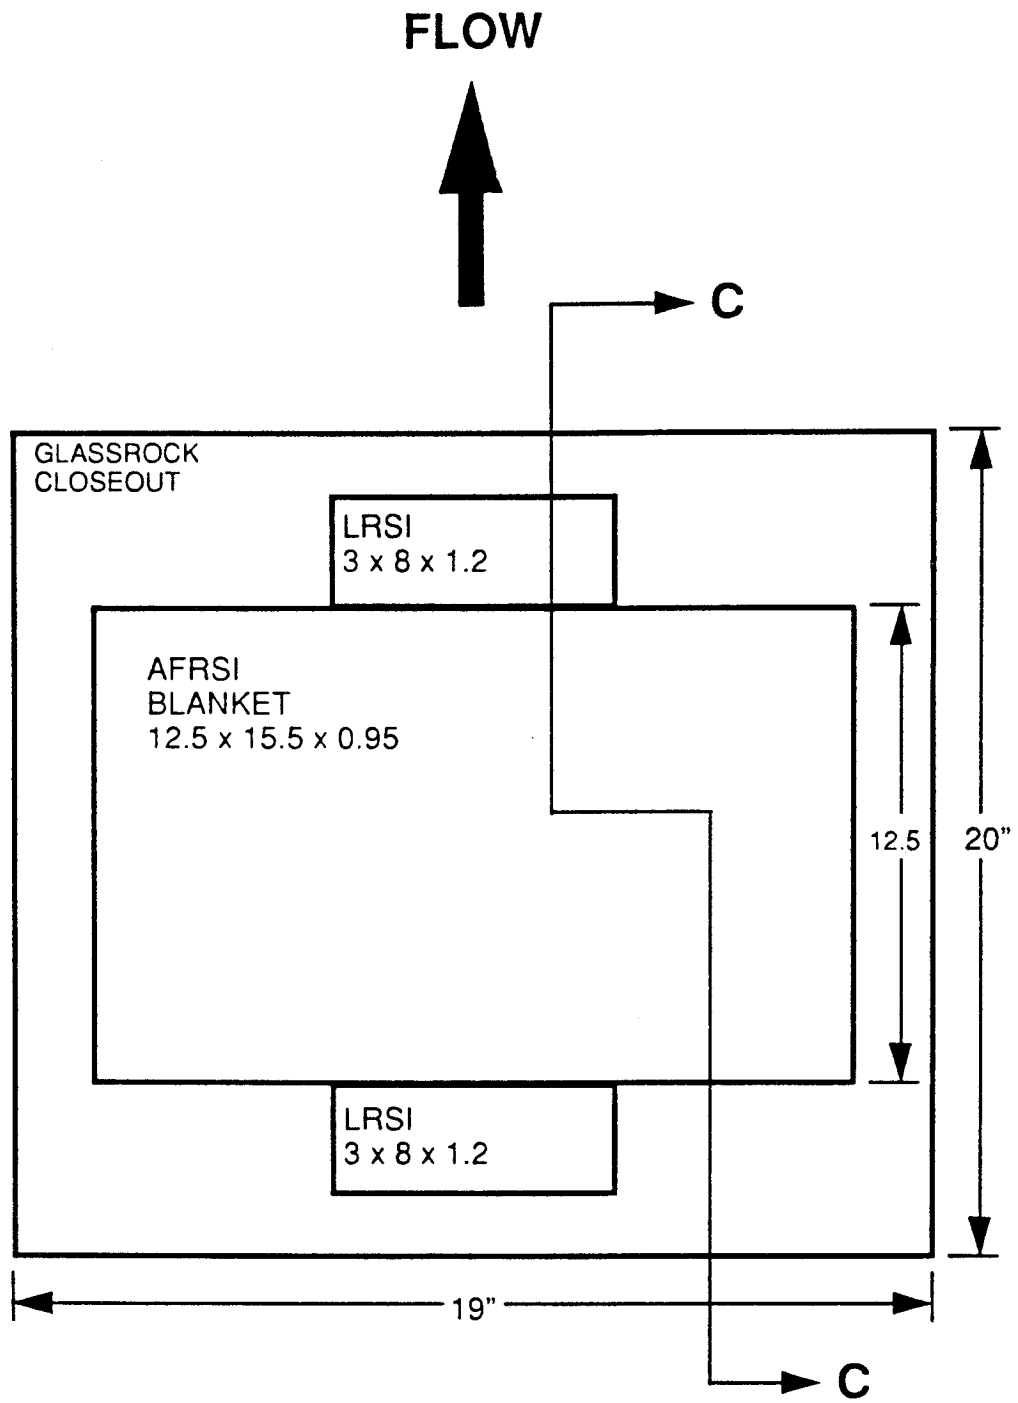 FLOW
C
GLASSROCK
CLOSEOUT
LRSI
3 x 8 x 1.2
AFRSI
BLANKET
12.5 x 15.5 x 0.95
12.5
20"
LRSI
3 x 8 x 1.2
19"
C